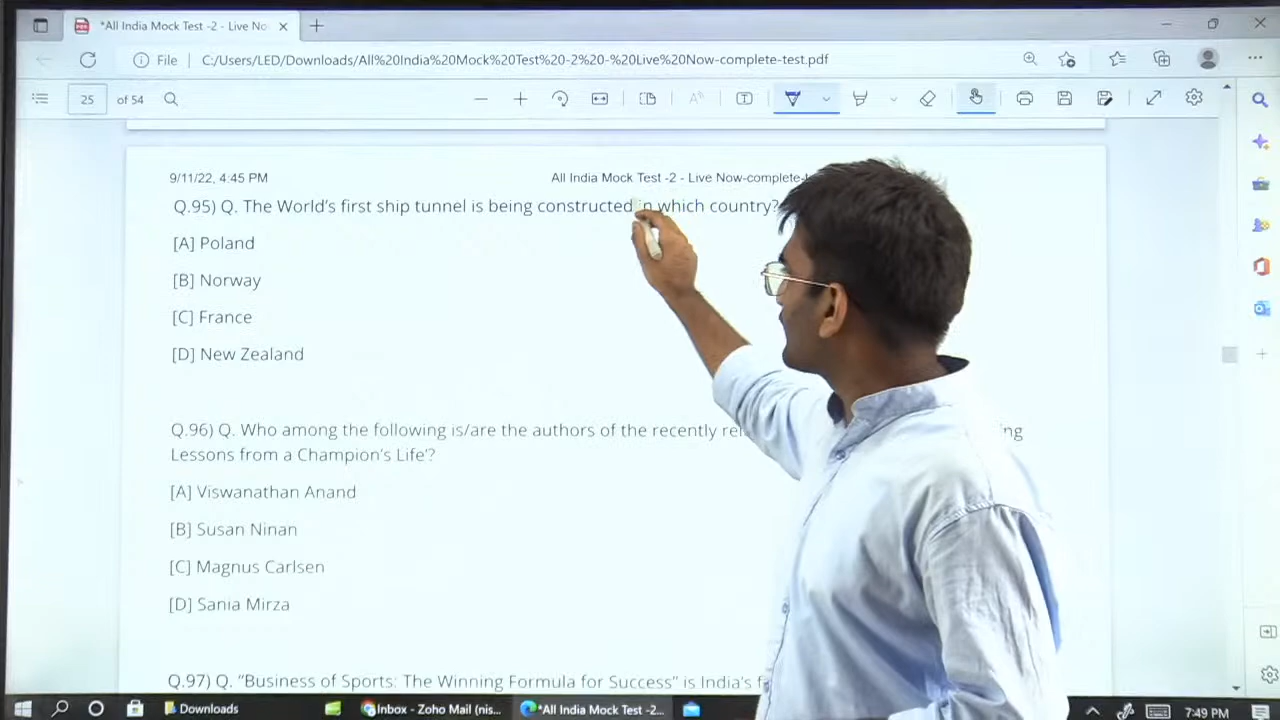 *All India Mock Test -2 - Live No
File C:/Users/LED/Downloads/All%20India%20Mock%20Test%20-2%20-%20Live%20Now-complete-test.pdf
25 of 54
9/11/22, 4:45 PM All India Mock Test -2 - Live Now-complete-
Q.95) Q. The World's first ship tunnel is being constructed in which country?
[A] Poland
[B] Norway
[C] France
[D] New Zealand
Q.96) Q. Who among the following is/are the authors of the recently
Lessons from a Champion's Life'?
[A] Viswanathan Anand
[B] Susan Ninan
[C] Magnus Carlsen
[D] Sania Mirza
Q.97) Q. "Business of Sports: The Winning Formula for Success" is India's
Downloads Inbox - Zoho Mail (nis... *All India Mock Test -2... 7:49 PM